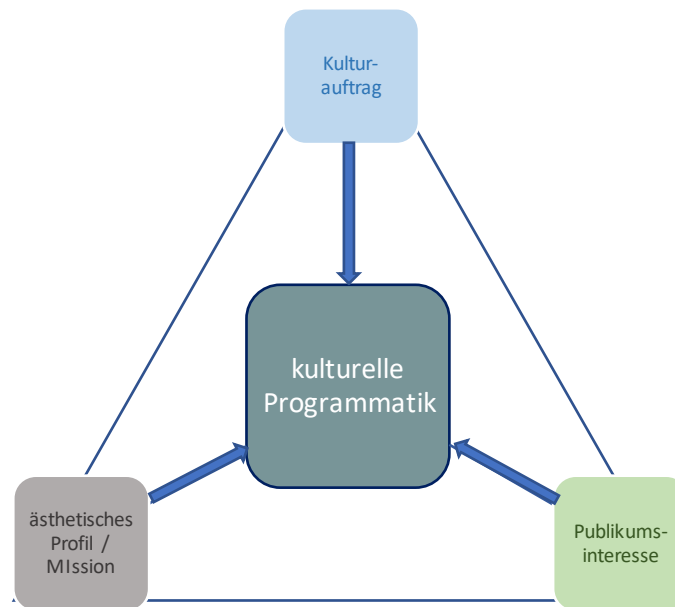 Kultur-
auftrag
kulturelle
Programmatik
ästhetisches
Profil /
MIssion
Publikums-
interesse